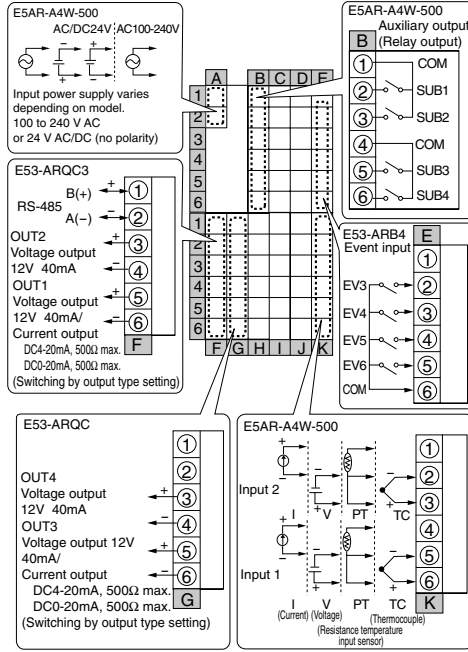 E5AR-A4W-500
AC/DC24V AC100-240V
Input power supply varies
depending on model.
100 to 240 V AC
or 24 V AC/DC (no polarity)
E5AR-A4W-500
Auxiliary output
(Relay output)
B
1 COM
2 SUB1
3 SUB2
4 COM
5 SUB3
6 SUB4
A B C D E
1
2
3
4
5
6
1
2
3
4
5
6
F G H I J K
E53-ARQC3
B(+) + 1
RS-485
A(−) − 2
OUT2 + 3
Voltage output
12V 40mA − 4
OUT1
Voltage output + 5
12V 40mA/
Current output − 6
DC4-20mA, 500Ω max.
DC0-20mA, 500Ω max.
F
(Switching by output type setting)
E53-ARB4
Event input
E
1
EV3 2
EV4 3
EV5 4
EV6 5
COM 6
E53-ARQC
1
2
OUT4
Voltage output + 3
12V 40mA
OUT3 − 4
Voltage output 12V + 5
40mA/
Current output − 6
DC4-20mA, 500Ω max.
DC0-20mA, 500Ω max.
G
(Switching by output type setting)
E5AR-A4W-500
1
2
3
4
5
6
K
Input 2
+ − + − +
I V PT TC
Input 1
+ − + − +
I V PT TC
(Current) (Voltage) (Thermocouple)
(Resistance temperature
input sensor)